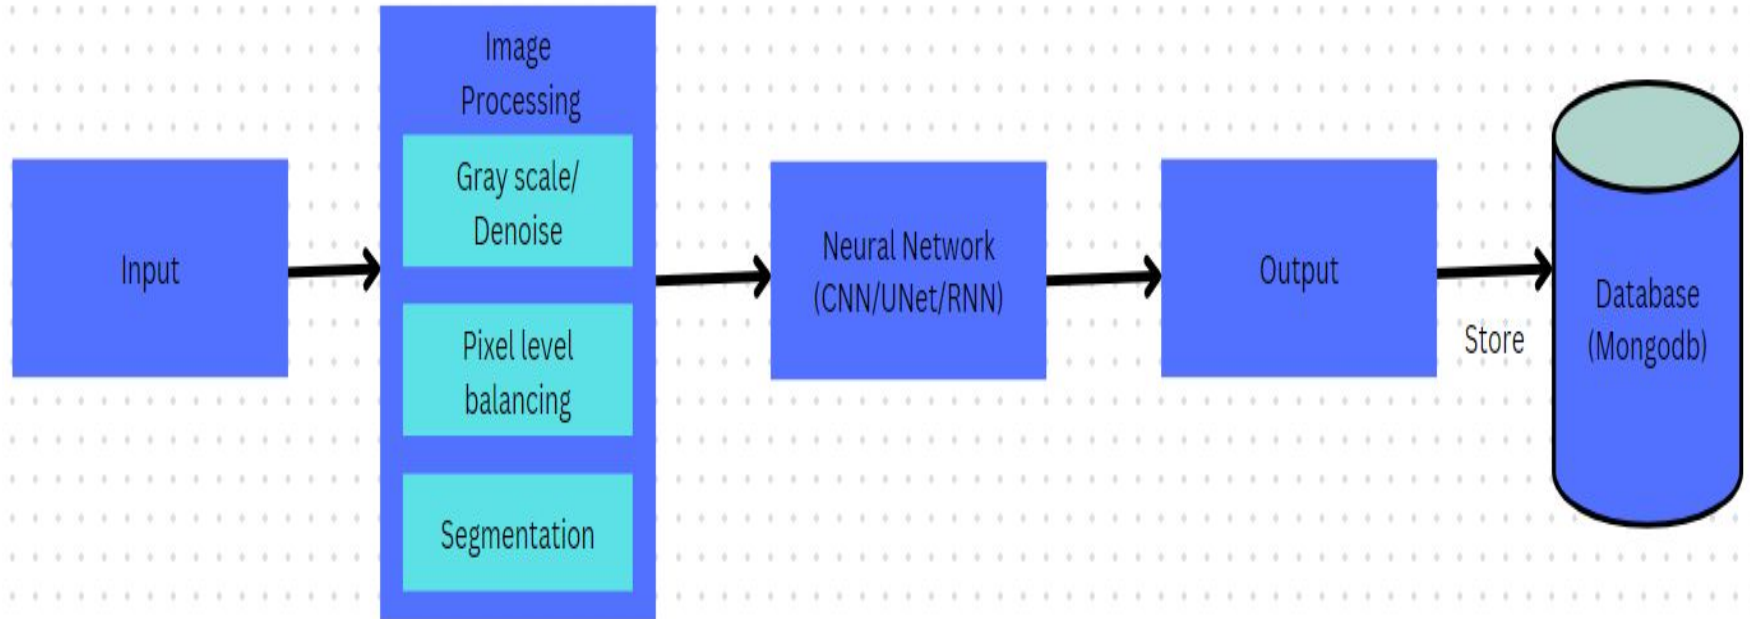 Input
Image
Processing
Gray scale/
Denoise
Pixel level
balancing
Segmentation
Neural Network
(CNN/UNet/RNN)
Output
Store
Database
(Mongodb)